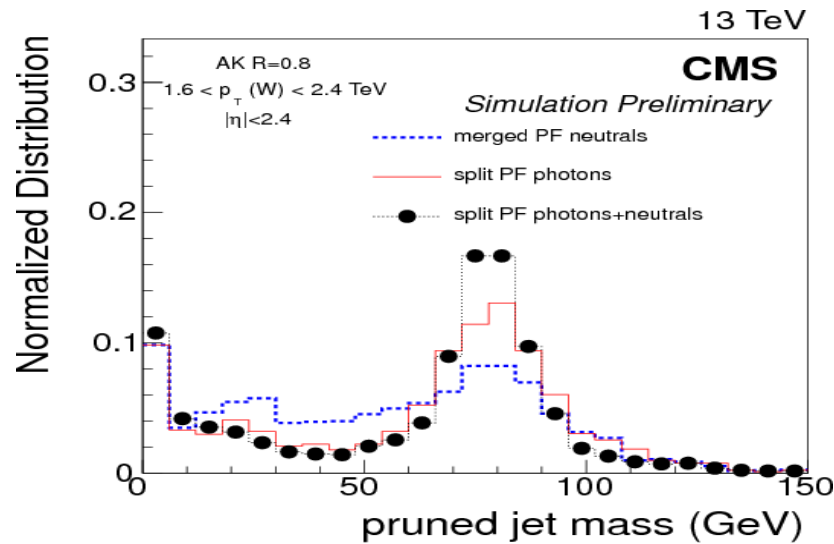 13 TeV
AK R=0.8
1.6 < p_T (W) < 2.4 TeV
|η|<2.4
CMS
Simulation Preliminary
merged PF neutrals
split PF photons
split PF photons+neutrals
Normalized Distribution
0.3
0.2
0.1
0
0 50 100 150
pruned jet mass (GeV)